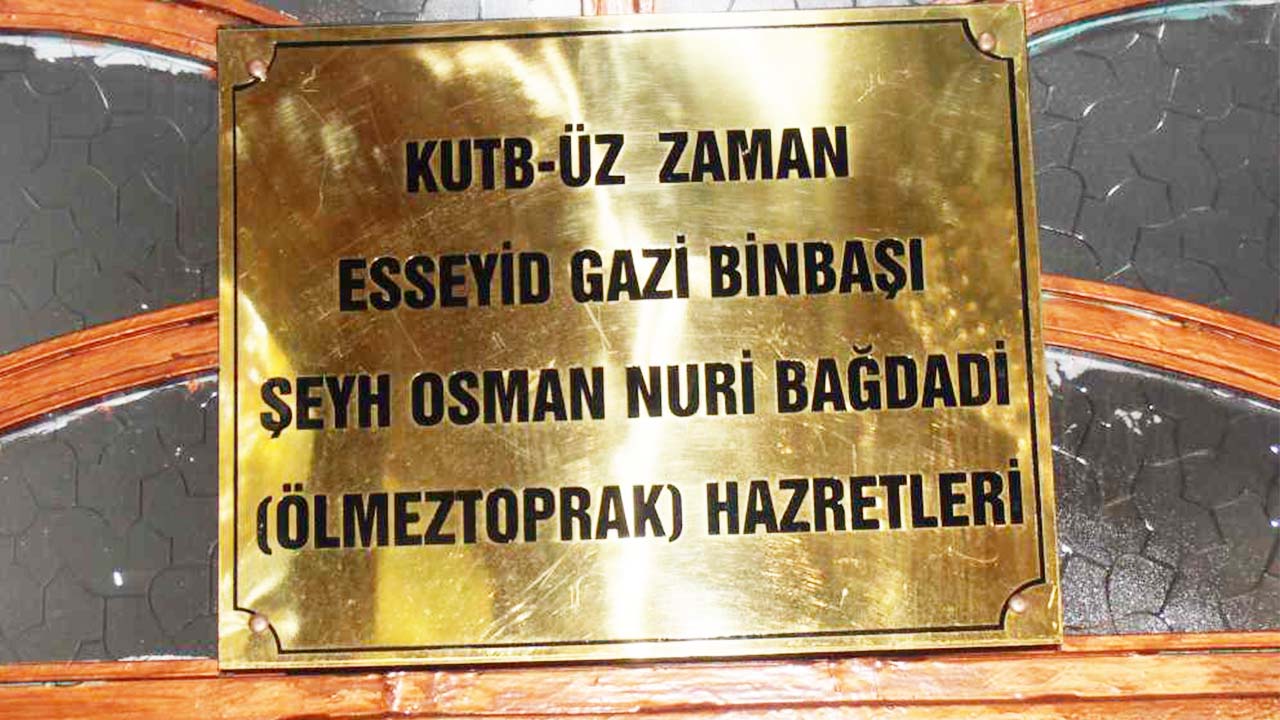 KUTB-ÜZ ZAMAN
ESSEYİD GAZİ BİNBAŞI
ŞEYH OSMAN NURİ BAĞDADİ
(ÖLMEZTOPRAK) HAZRETLERİ